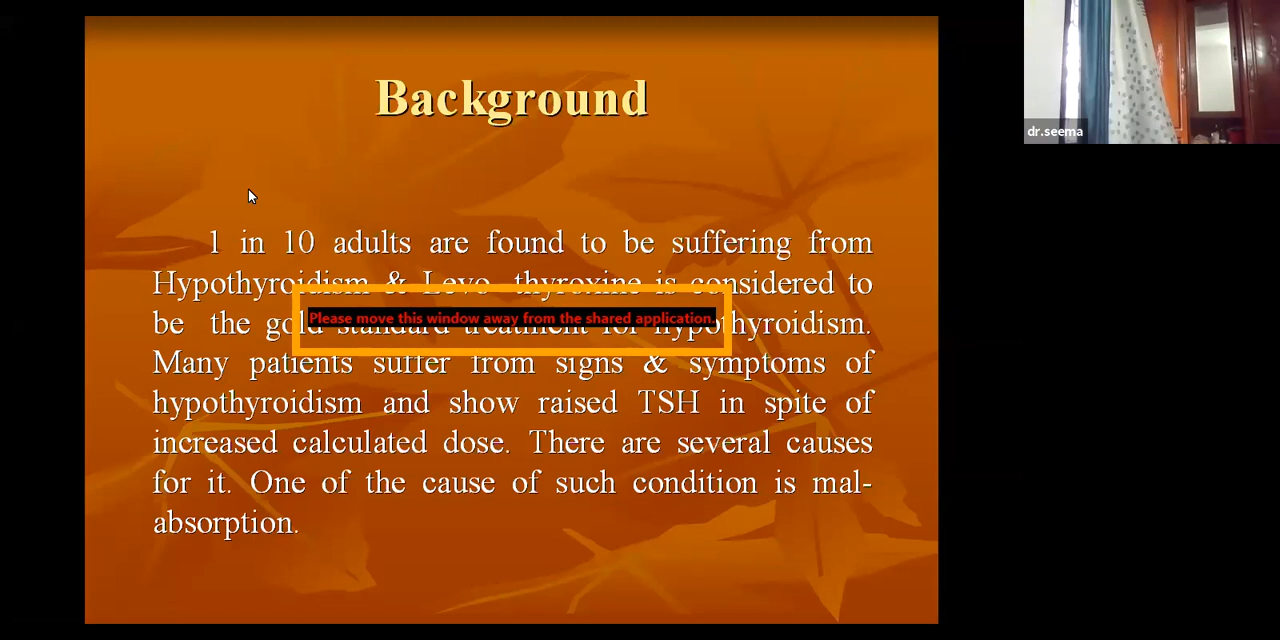 Background
dr.seema
1 in 10 adults are found to be suffering from
Hypothyroidism & Levo thyroxine is considered to
be the gold standard treatment for hypothyroidism.
Please move this window away from the shared application.
Many patients suffer from signs & symptoms of
hypothyroidism and show raised TSH in spite of
increased calculated dose. There are several causes
for it. One of the cause of such condition is mal-
absorption.